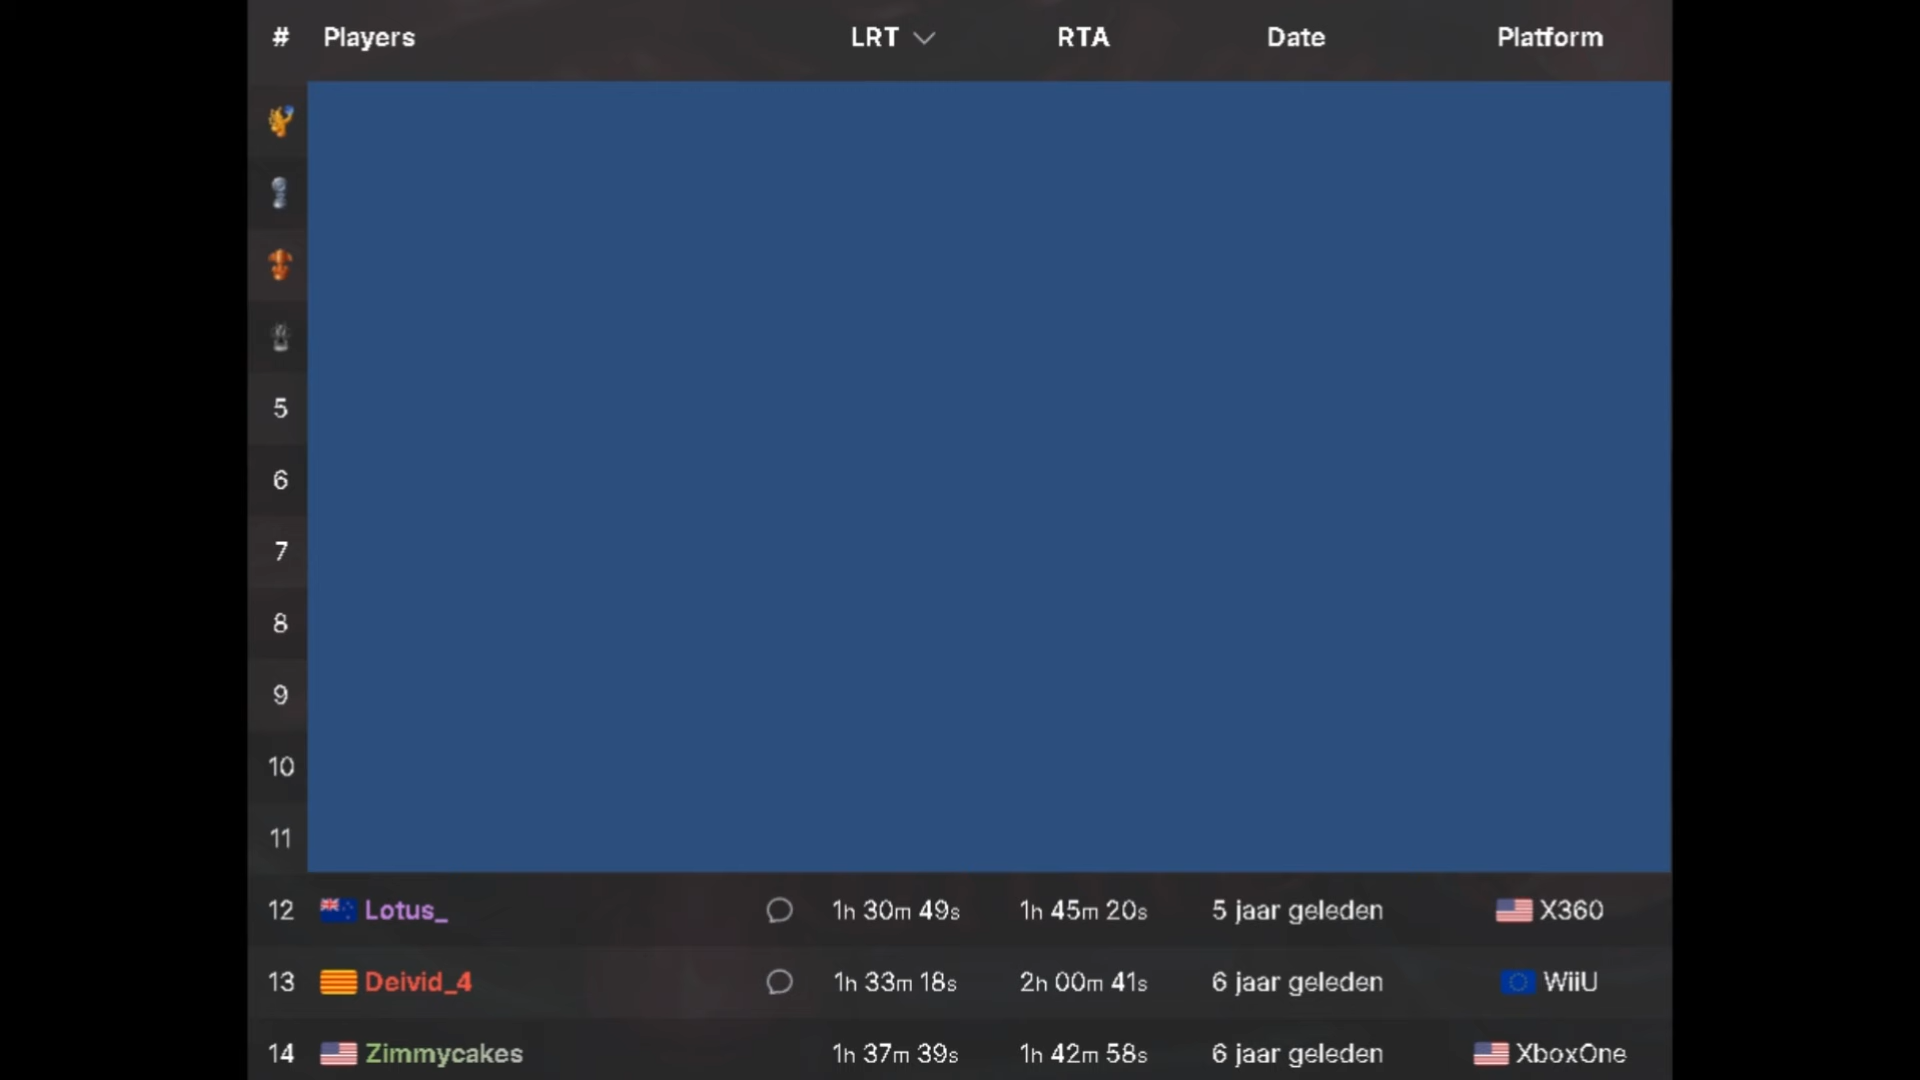 # Players LRT RTA Date Platform
5
6
7
8
9
10
11
12 Lotus_ 1h 30m 49s 1h 45m 20s 5 jaar geleden X360
13 Deivid_4 1h 33m 18s 2h 00m 41s 6 jaar geleden WiiU
14 Zimmycakes 1h 37m 39s 1h 42m 58s 6 jaar geleden XboxOne